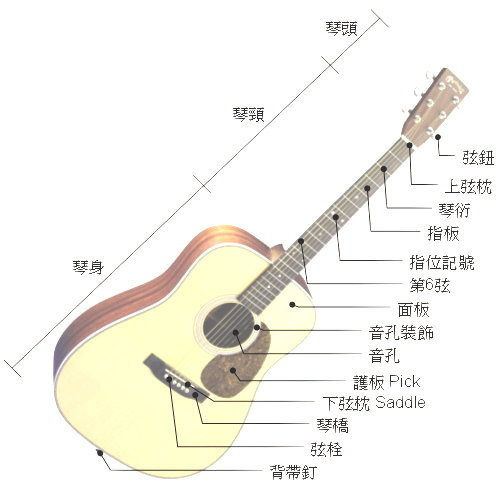 琴頭
琴頸
琴身
弦鈕
上弦枕
琴衍
指板
指位記號
第6弦
面板
音孔裝飾
音孔
護板 Pick
下弦枕 Saddle
琴橋
弦栓
背帶釘